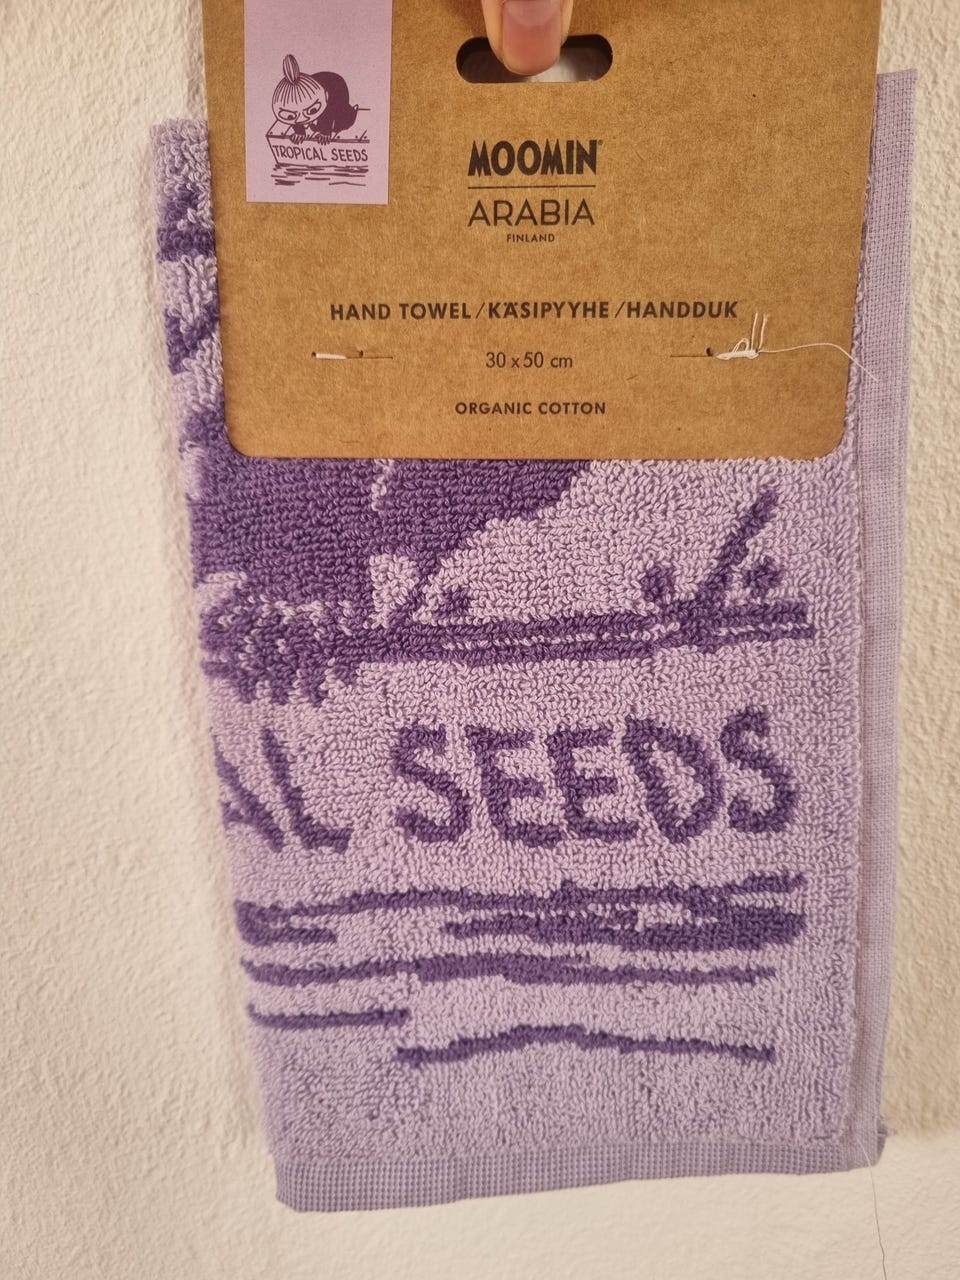 TROPICAL SEEDS
MOOMIN®
ARABIA
FINLAND
HAND TOWEL/KÄSIPYYHE/HANDDUK
30 x 50 cm
ORGANIC COTTON
AL SEEDS